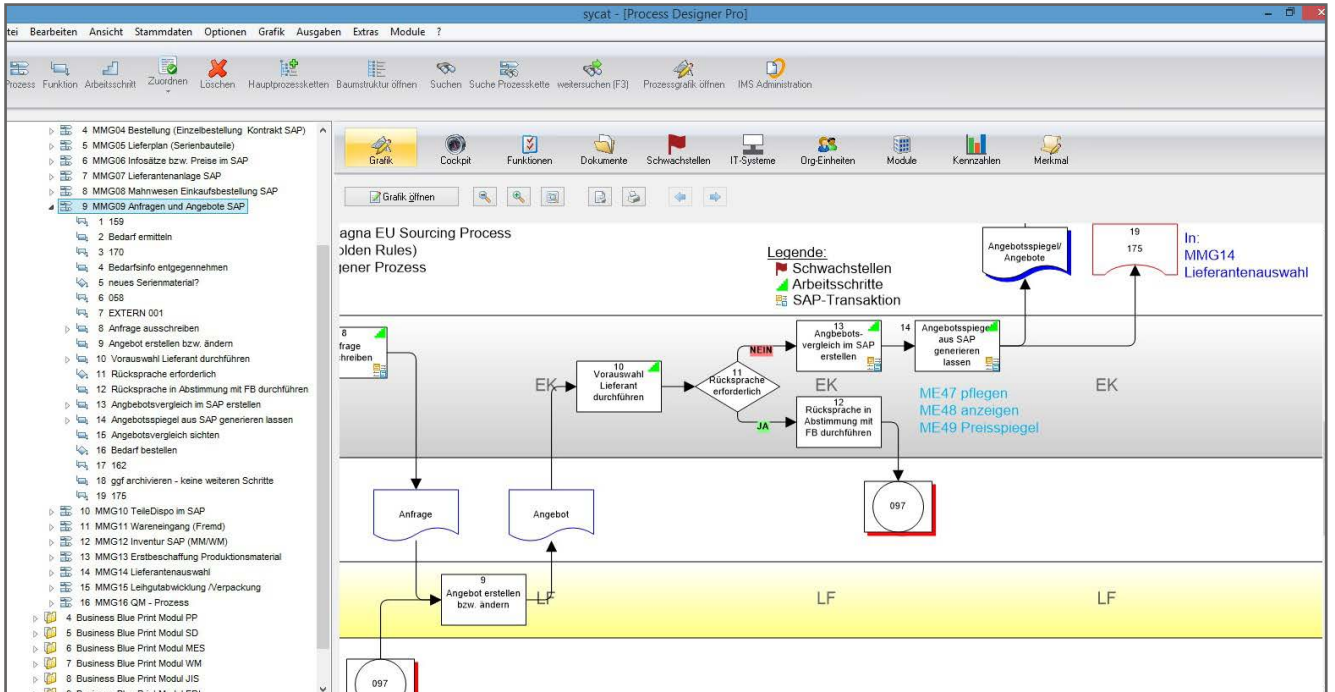 sycat - [Process Designer Pro]
tei Bearbeiten Ansicht Stammdaten Optionen Grafik Ausgaben Extras Module ?
Prozess Funktion Arbeitsschritt Zuordnen Löschen Hauptprozessketten Baumstruktur öffnen Suchen Suche Prozesskette weitersuchen (F3) Prozessgrafik öffnen IMS Administration
4 MMG04 Bestellung (Einzelbestellung Kontrakt SAP)
5 MMG05 Lieferplan (Serienbauteile)
6 MMG06 Infosätze bzw. Preise im SAP
7 MMG07 Lieferantenanlage SAP
8 MMG08 Mahnwesen Einkaufsbestellung SAP
9 MMG09 Anfragen und Angebote SAP
1 159
2 Bedarf ermitteln
3 170
4 Bedarfsinfo entgegennehmen
5 neues Serienmaterial?
6 058
7 EXTERN 001
8 Anfrage ausschreiben
9 Angebot erstellen bzw. ändern
10 Vorauswahl Lieferant durchführen
11 Rücksprache erforderlich
12 Rücksprache in Abstimmung mit FB durchführen
13 Angbebotsvergleich im SAP erstellen
14 Angebotsspiegel aus SAP generieren lassen
15 Angebotsvergleich sichten
16 Bedarf bestellen
17 162
18 ggf archivieren - keine weiteren Schritte
19 175
10 MMG10 TeileDispo im SAP
11 MMG11 Wareneingang (Fremd)
12 MMG12 Inventur SAP (MM/WM)
13 MMG13 Erstbeschaffung Produktionsmaterial
14 MMG14 Lieferantenauswahl
15 MMG15 Leihgutabwicklung /Verpackung
16 MMG16 QM - Prozess
4 Business Blue Print Modul PP
5 Business Blue Print Modul SD
6 Business Blue Print Modul MES
7 Business Blue Print Modul WM
8 Business Blue Print Modul JIS
Grafik Cockpit Funktionen Dokumente Schwachstellen IT-Systeme Org-Einheiten Module Kennzahlen Merkmal
Grafik öffnen
agna EU Sourcing Process
olden Rules)
gener Prozess
Legende:
Schwachstellen
Arbeitsschritte
SAP-Transaktion
Angebotsspiegel/
Angebote
19
175
In:
MMG14
Lieferantenauswahl
8
frage
hreiben
EK
10
Vorauswahl
Lieferant
durchführen
11
Rücksprache
erforderlich
NEIN
JA
13
Angbebots-
vergleich im SAP
erstellen
EK
12
Rücksprache in
Abstimmung mit
FB durchführen
14
Angebotsspiegel
aus SAP
generieren
lassen
ME47 pflegen
ME48 anzeigen
ME49 Preisspiegel
EK
Anfrage
Angebot
097
9
Angebot erstellen
bzw. ändern
LF
LF
LF
097